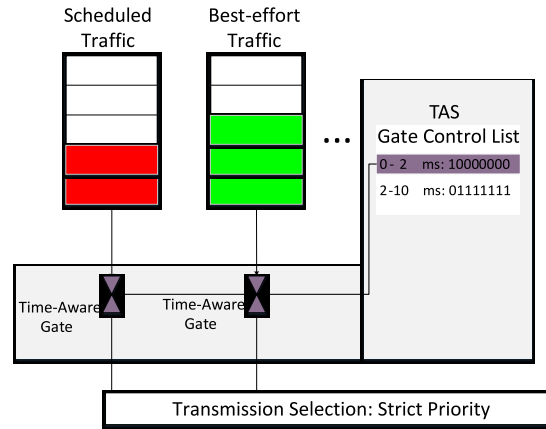 Scheduled
Traffic
Best-effort
Traffic
...
TAS
Gate Control List
0- 2 ms: 10000000
2-10 ms: 01111111
Time-Aware
Gate
Time-Aware
Gate
Transmission Selection: Strict Priority